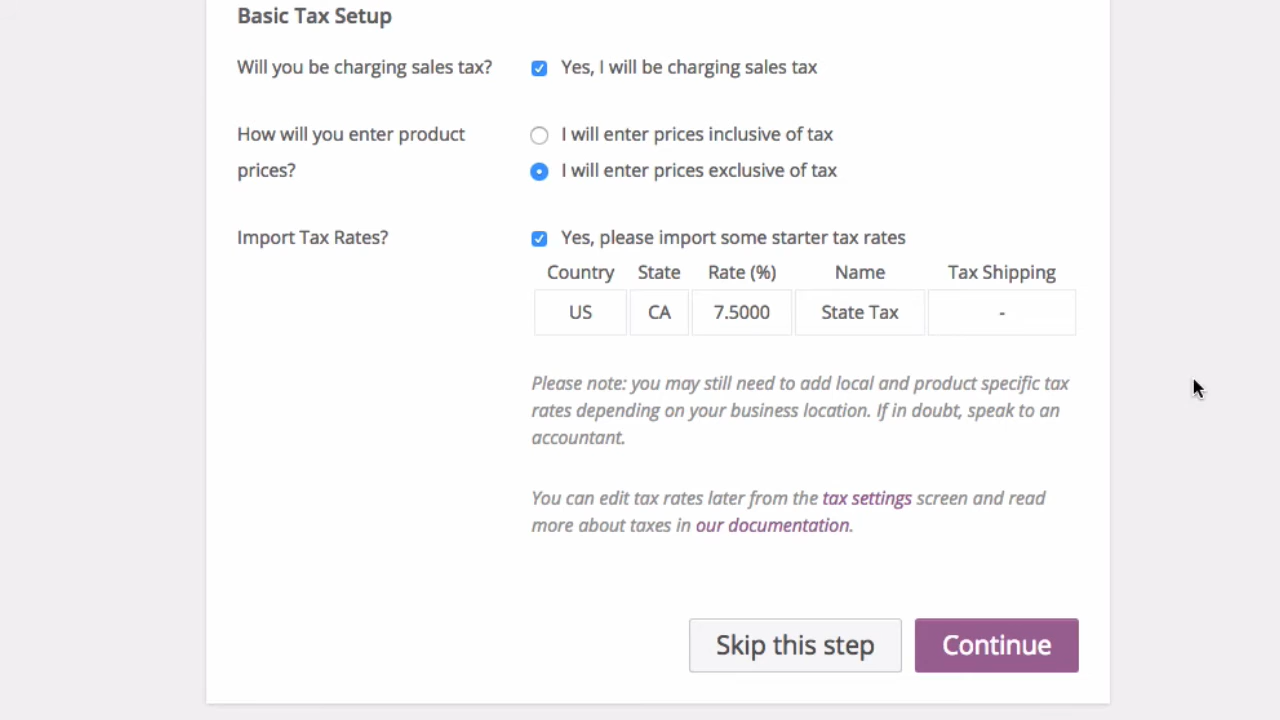 Basic Tax Setup
Will you be charging sales tax? Yes, I will be charging sales tax
How will you enter product
prices?
I will enter prices inclusive of tax
I will enter prices exclusive of tax
Import Tax Rates? Yes, please import some starter tax rates
Country State Rate (%) Name Tax Shipping
US CA 7.5000 State Tax -
Please note: you may still need to add local and product specific tax
rates depending on your business location. If in doubt, speak to an
accountant.
You can edit tax rates later from the tax settings screen and read
more about taxes in our documentation.
Skip this step Continue